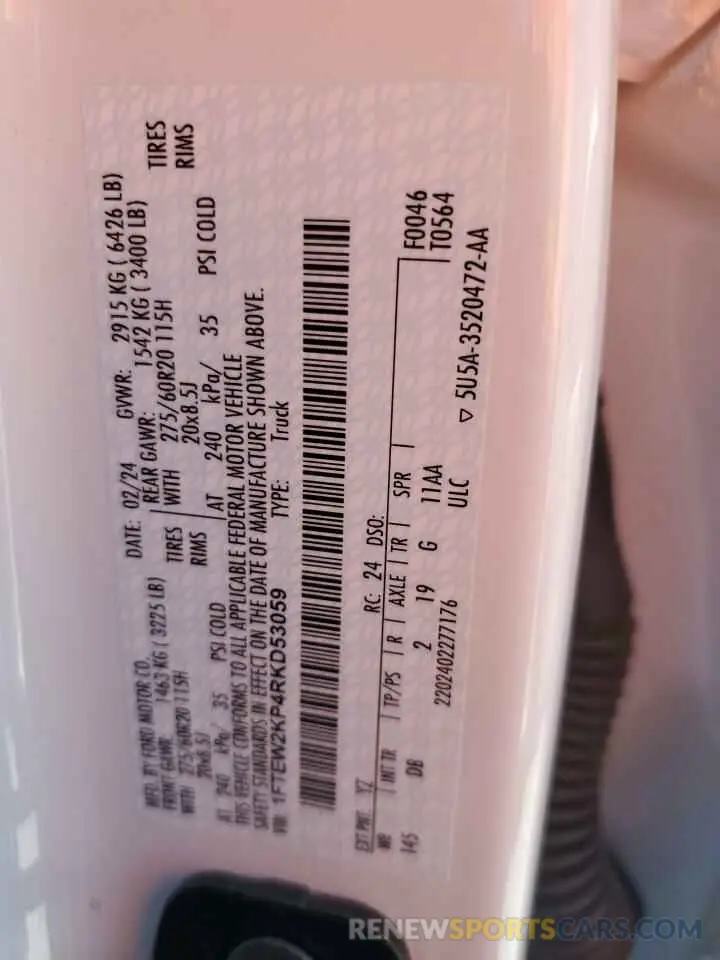 MFD. BY FORD MOTOR CO.
DATE: 02/24 GVWR: 2915 KG ( 6426 LB)
FRONT GAWR: 1463 KG ( 3225 LB) REAR GAWR: 1542 KG ( 3400 LB)
WITH 275/60R20 115H TIRES WITH 275/60R20 115H TIRES
20x8.5J RIMS 20x8.5J RIMS
AT 240 kPa/ 35 PSI COLD AT 240 kPa/ 35 PSI COLD
THIS VEHICLE CONFORMS TO ALL APPLICABLE FEDERAL MOTOR VEHICLE
SAFETY STANDARDS IN EFFECT ON THE DATE OF MANUFACTURE SHOWN ABOVE.
VIN: 1FTEW2KP4RKD53059 TYPE: Truck
EXT PNT: YZ RC: 24 DSO:
WB INT TR TP/PS R AXLE TR SPR F0046
145 DB 2 19 G 11AA T0564
2202402277176 ULC
▽ 5U5A-3520472-AA
RENEWSPORTSCARS.COM